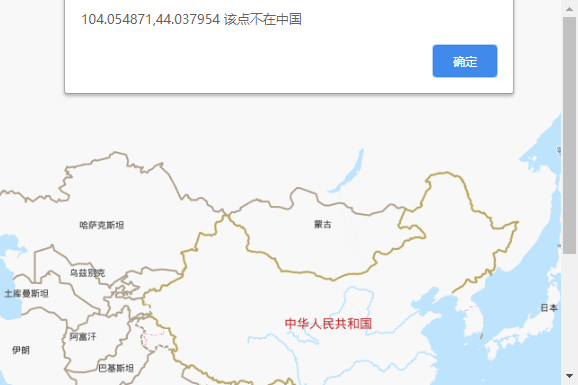 104.054871,44.037954 该点不在中国
确定
哈萨克斯坦
蒙古
乌兹别克
土库曼斯坦
日本
中华人民共和国
阿富汗
伊朗
巴基斯坦